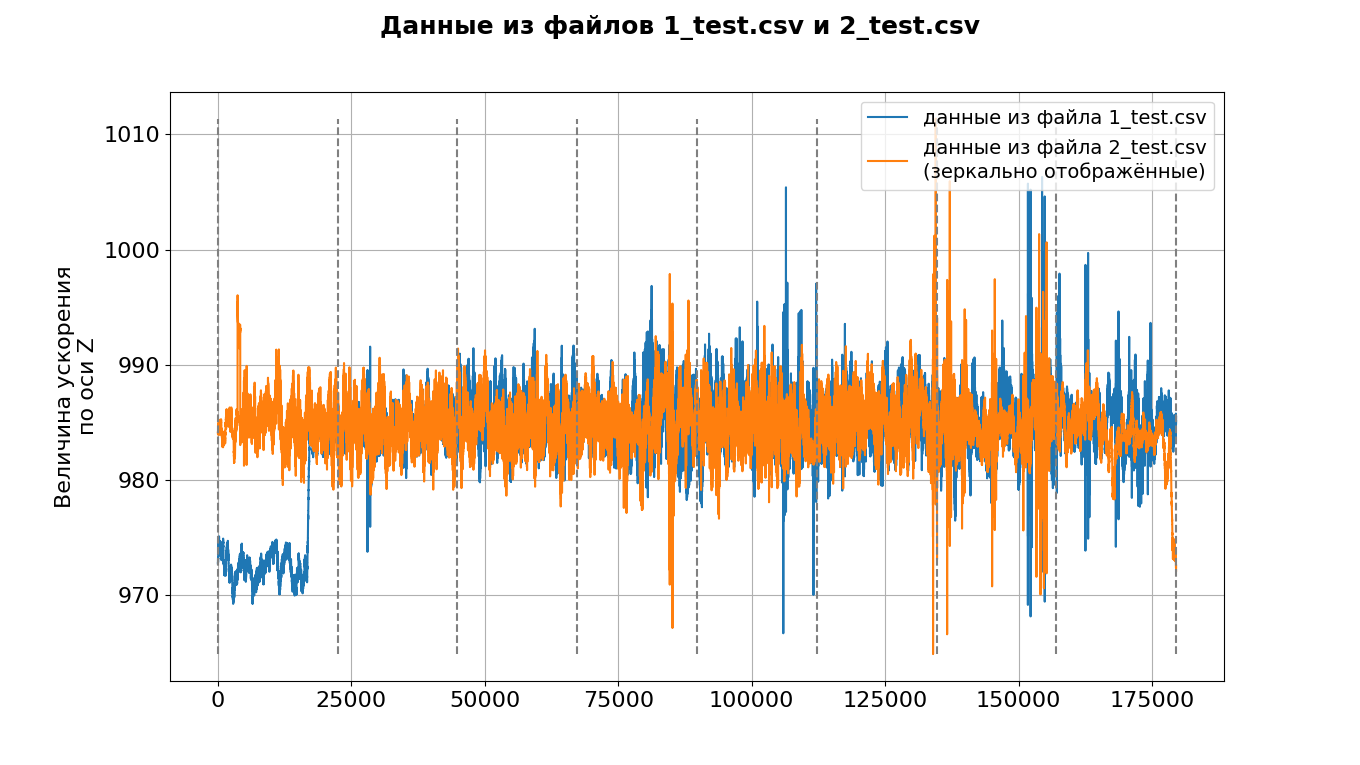 Данные из файлов 1_test.csv и 2_test.csv
данные из файла 1_test.csv
данные из файла 2_test.csv
(зеркально отображённые)
Величина ускорения
по оси Z
1010
1000
990
980
970
0
25000
50000
75000
100000
125000
150000
175000